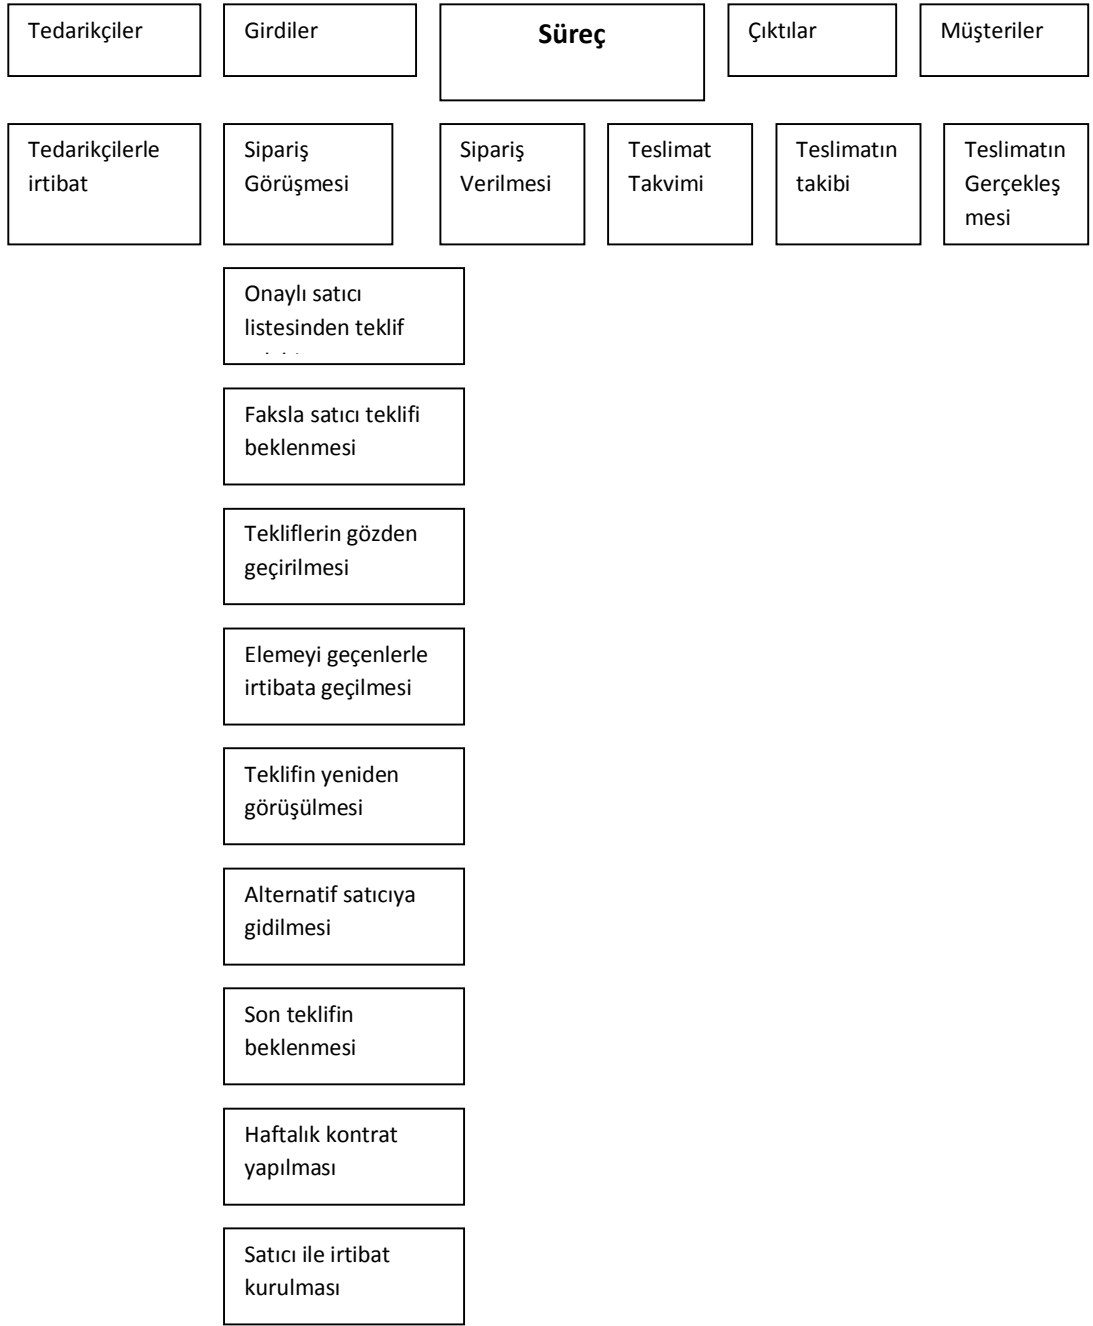 Tedarikçiler
Girdiler
Süreç
Çıktılar
Müşteriler
Tedarikçilerle
irtibat
Sipariş
Görüşmesi
Sipariş
Verilmesi
Teslimat
Takvimi
Teslimatın
takibi
Teslimatın
Gerçekleş
mesi
Onaylı satıcı
listesinden teklif
Faksla satıcı teklifi
beklenmesi
Tekliflerin gözden
geçirilmesi
Elemeyi geçenlerle
irtibata geçilmesi
Teklifin yeniden
görüşülmesi
Alternatif satıcıya
gidilmesi
Son teklifin
beklenmesi
Haftalık kontrat
yapılması
Satıcı ile irtibat
kurulması